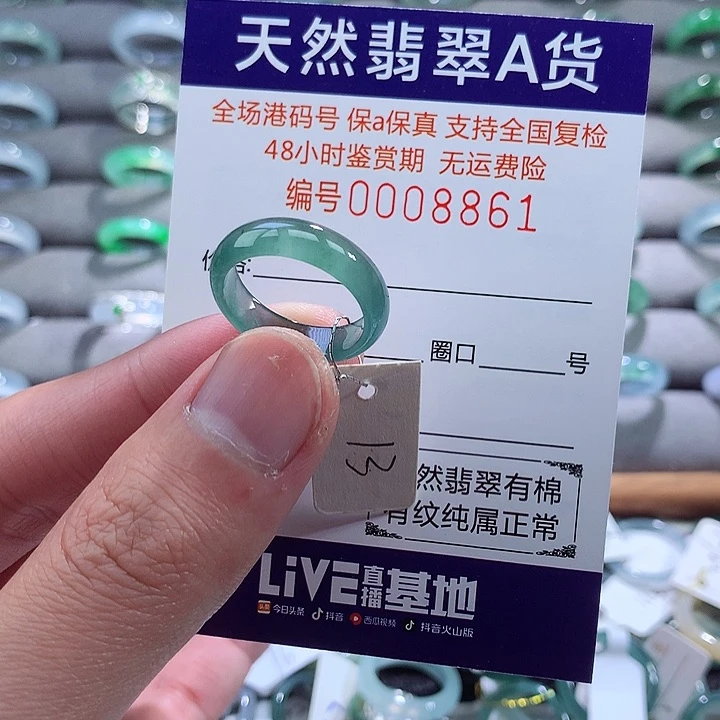 天然翡翠A货
全场港码号 保a保真 支持全国复检
48小时鉴赏期 无运费险
编号0008861
圈口 号
13
然翡翠有棉
有纹纯属正常
LiVE直播基地
今日头条 抖音 西瓜视频 抖音火山版